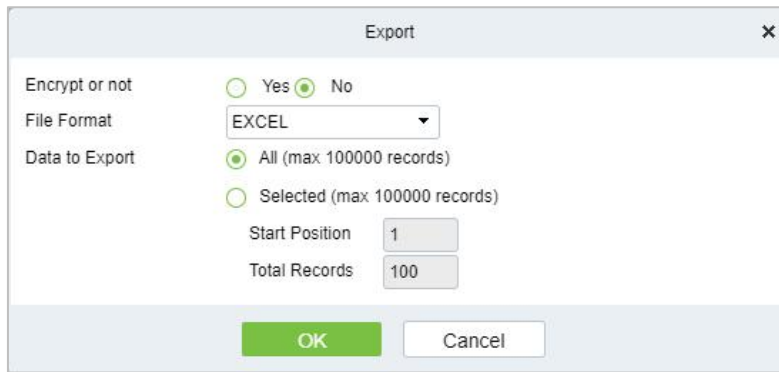 Export
Encrypt or not Yes No
File Format EXCEL
Data to Export All (max 100000 records)
Selected (max 100000 records)
Start Position 1
Total Records 100
OK Cancel